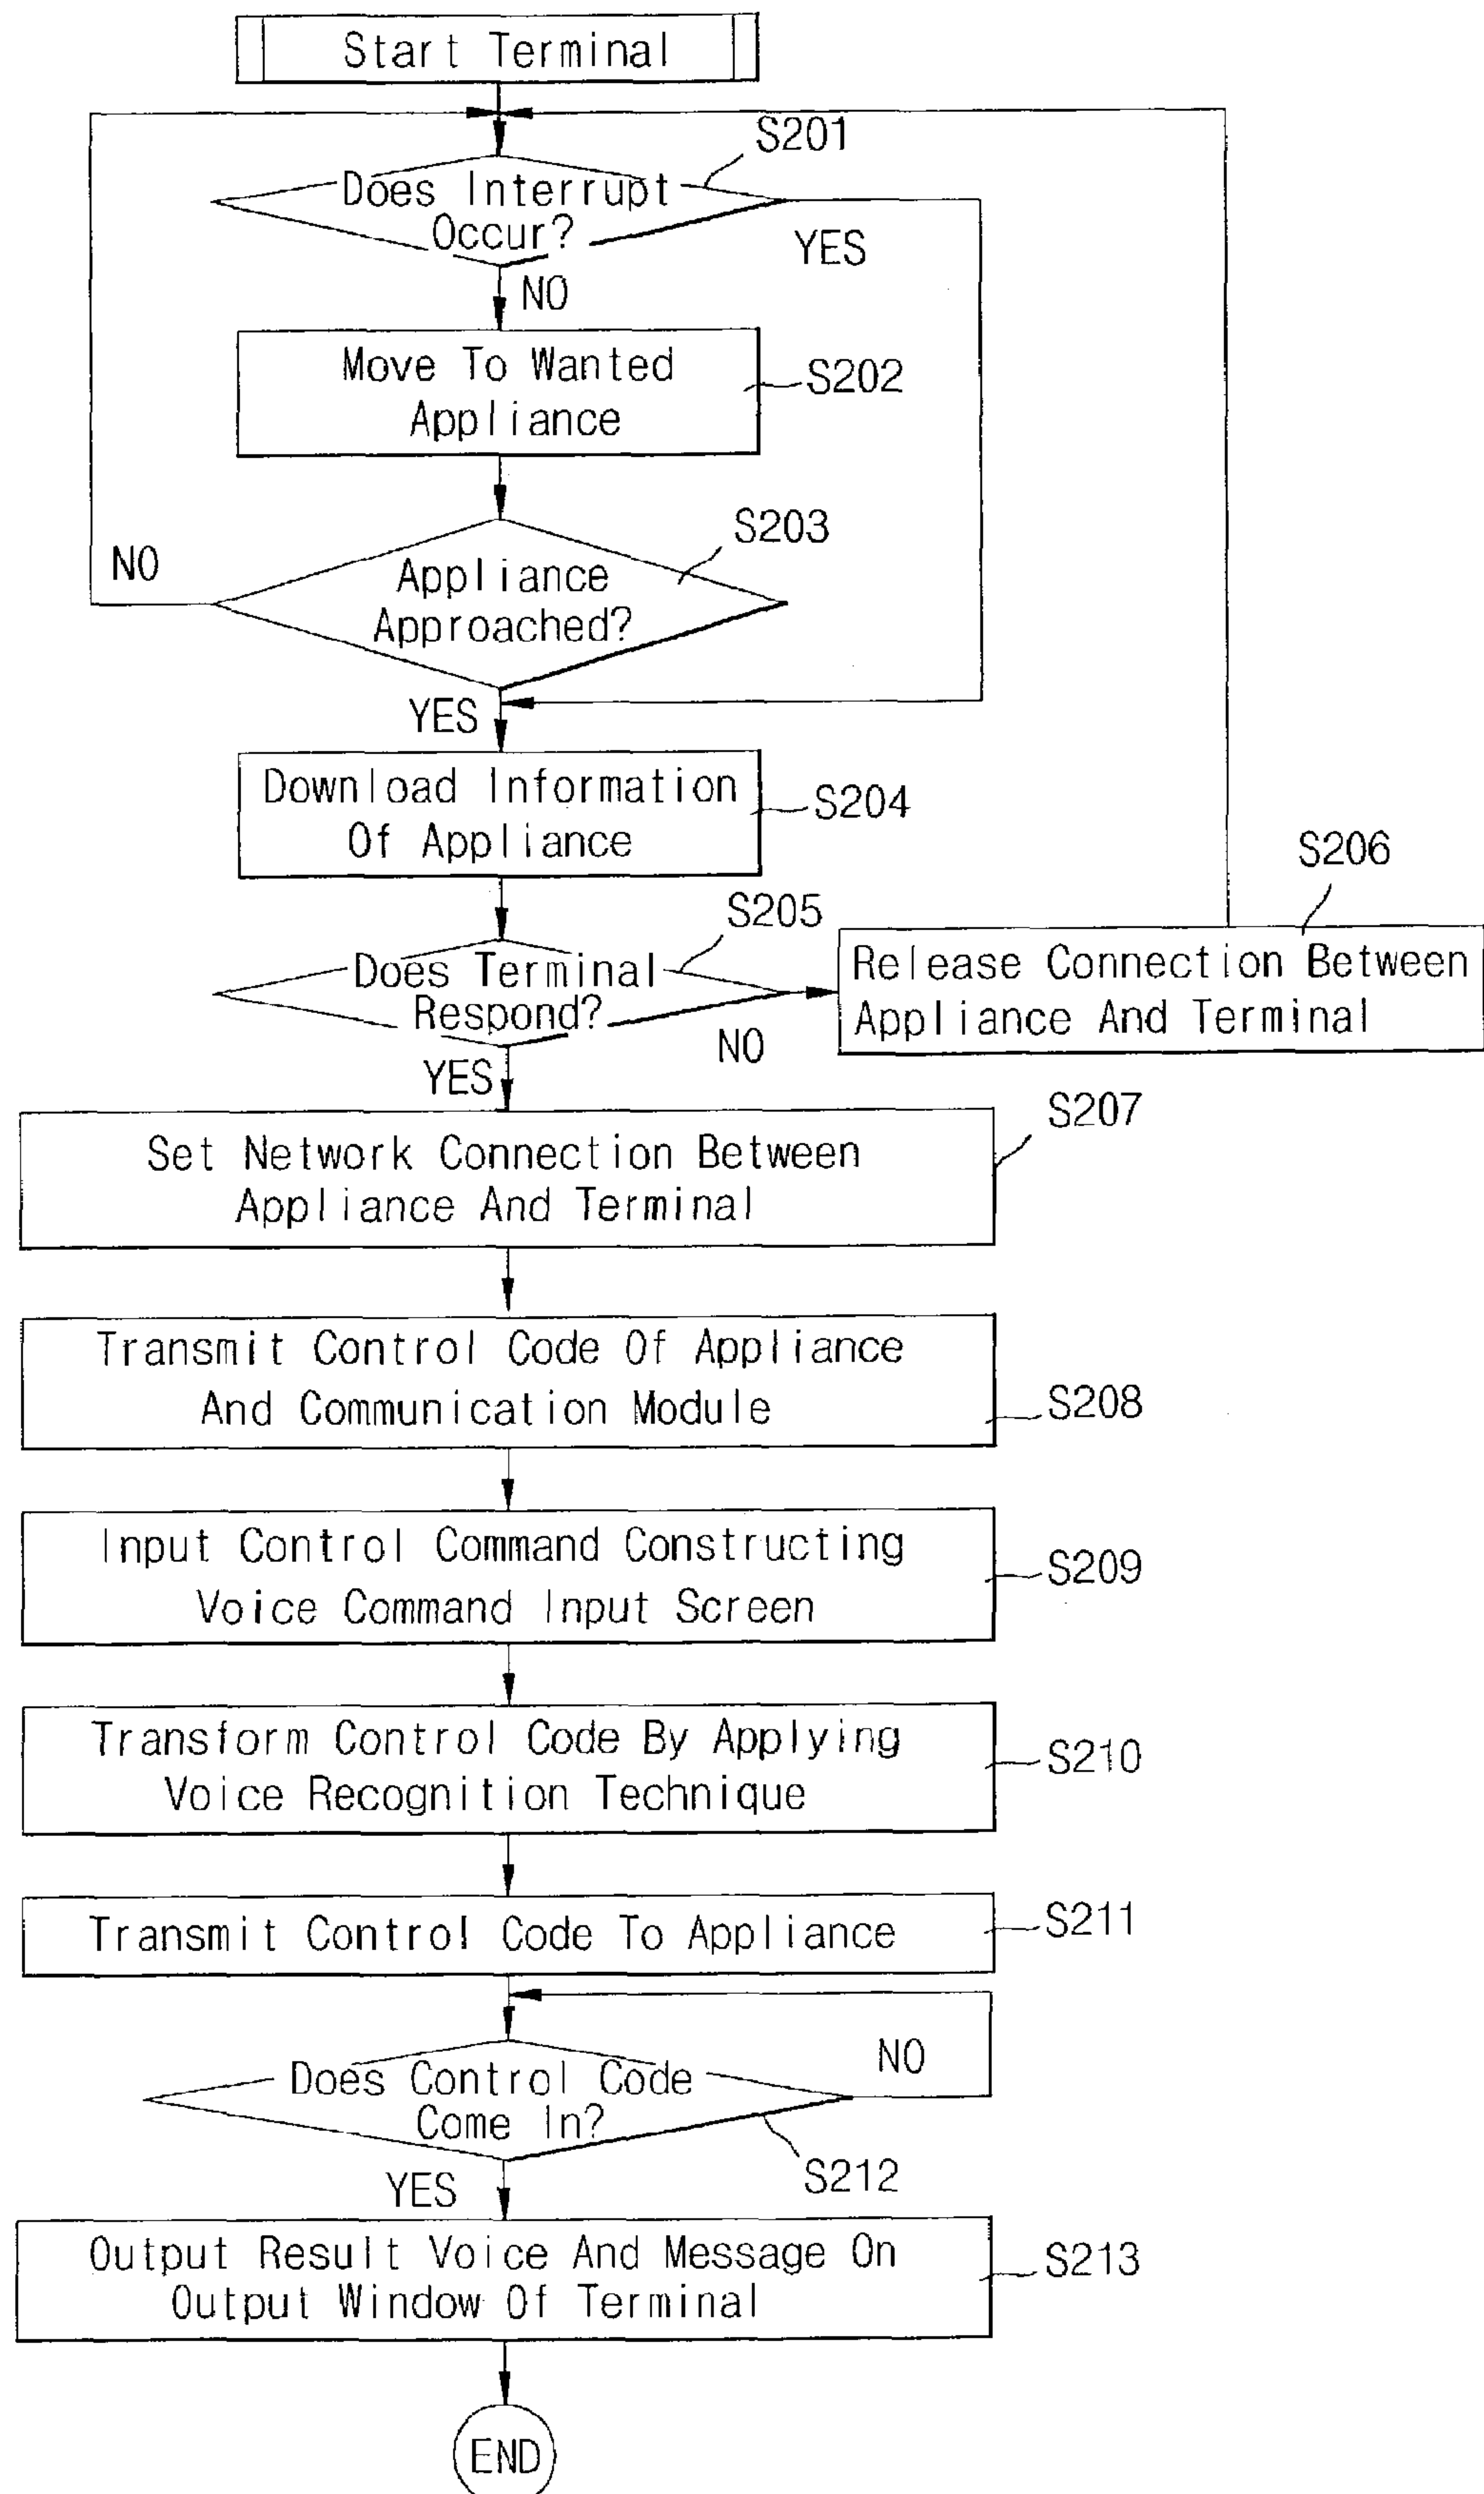 Start Terminal
S201
Does Interrupt
Occur?
YES
NO
Move To Wanted
Appliance
S202
S203
NO
Appliance
Approached?
YES
Download Information
Of Appliance
S204
S206
S205
Does Terminal
Respond?
Release Connection Between
Appliance And Terminal
NO
YES
S207
Set Network Connection Between
Appliance And Terminal
Transmit Control Code Of Appliance
And Communication Module
S208
Input Control Command Constructing
Voice Command Input Screen
S209
Transform Control Code By Applying
Voice Recognition Technique
S210
Transmit Control Code To Appliance
S211
NO
Does Control Code
Come In?
S212
YES
Output Result Voice And Message On
Output Window Of Terminal
S213
END